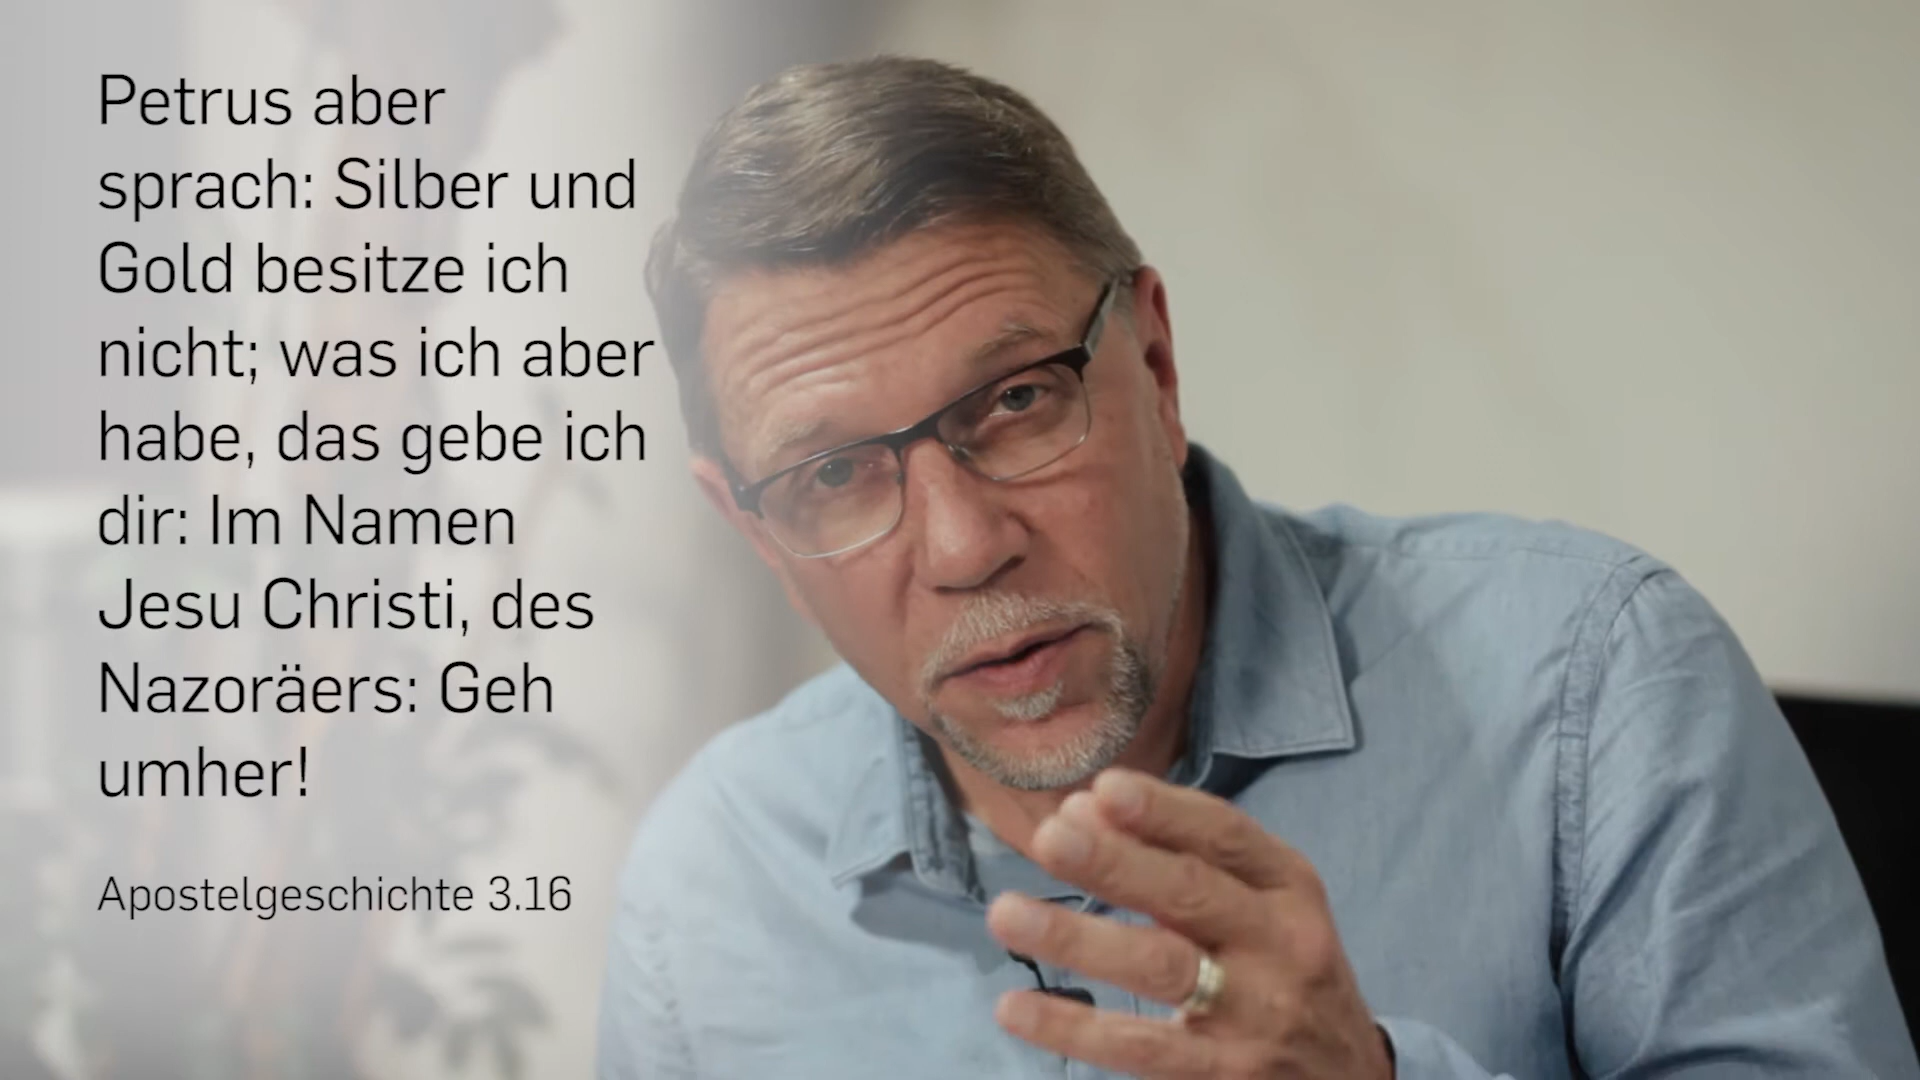 Petrus aber
sprach: Silber und
Gold besitze ich
nicht; was ich aber
habe, das gebe ich
dir: Im Namen
Jesu Christi, des
Nazoräers: Geh
umher!
Apostelgeschichte 3.16